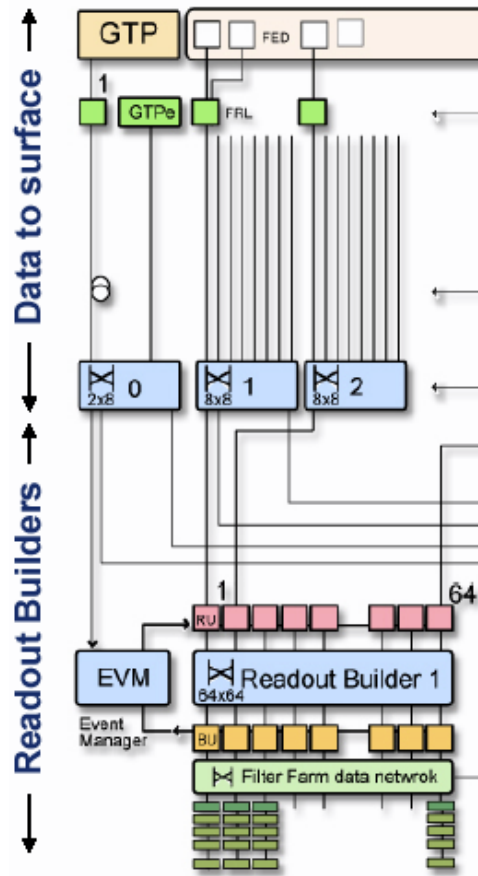 Data to surface
Readout Builders
GTP
FED
1
GTPe
FRL
2x8
0
8x8
1
8x8
2
1
64
RU
EVM
64x64
Readout Builder 1
Event
Manager
BU
Filter Farm data netwrok